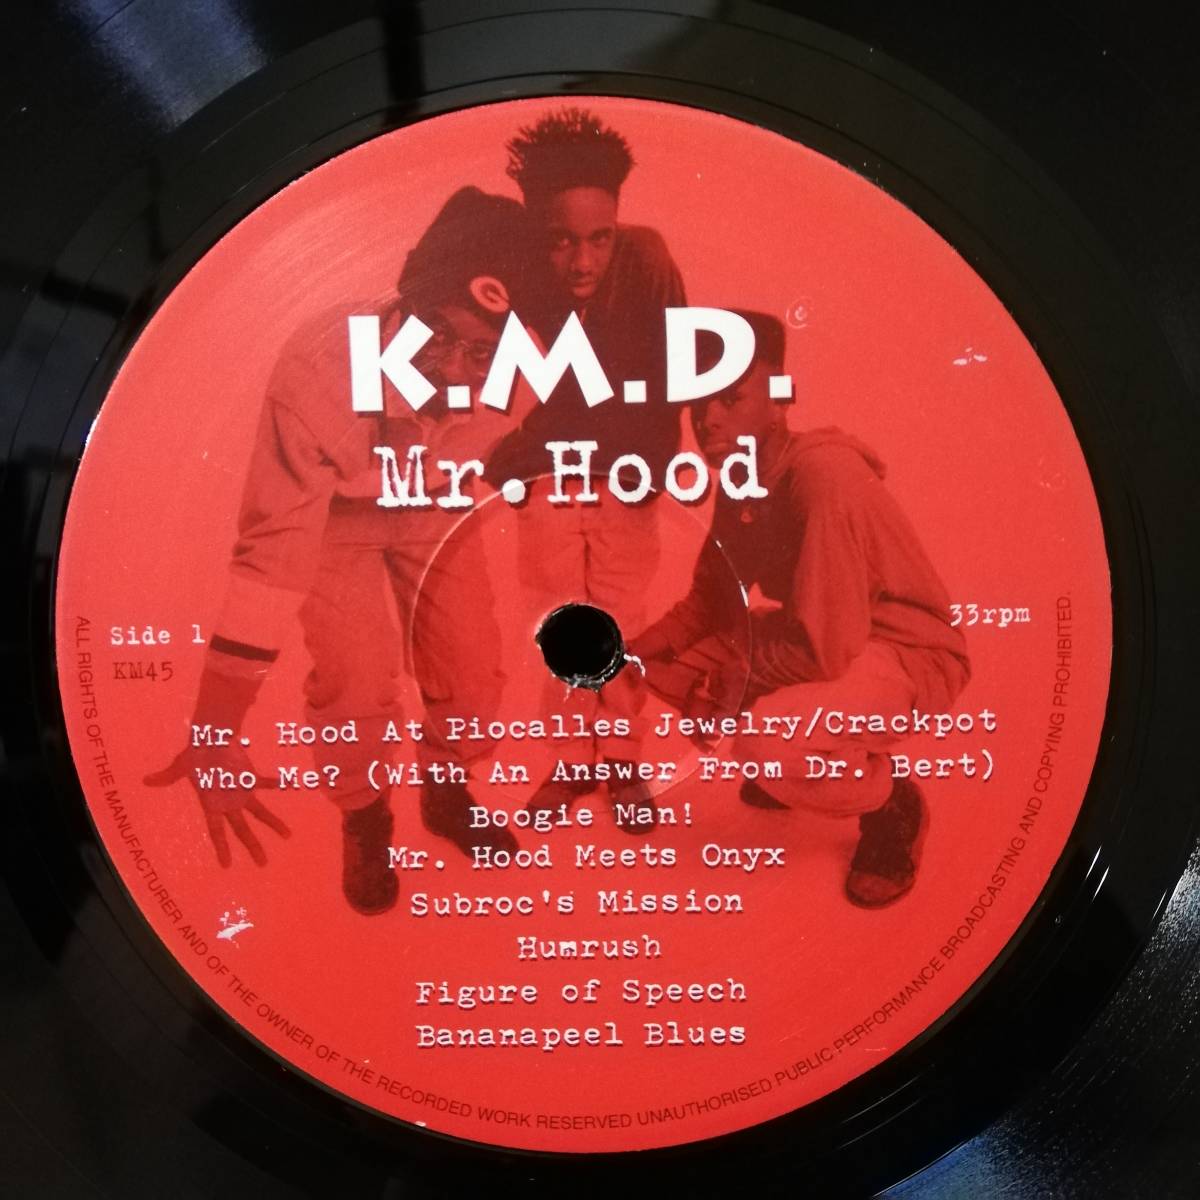 K.M.D.
Mr.Hood
Side 1
33rpm
KM45
Mr. Hood At Piocalles Jewelry/Crackpot
Who Me? (With An Answer From Dr. Bert)
Boogie Man!
Mr. Hood Meets Onyx
Subroc's Mission
Humrush
Figure of Speech
Bananapeel Blues
ALL RIGHTS OF THE MANUFACTURER AND OF THE OWNER OF THE RECORDED WORK RESERVED UNAUTHORISED PUBLIC PERFORMANCE BROADCASTING AND COPYING PROHIBITED.
G